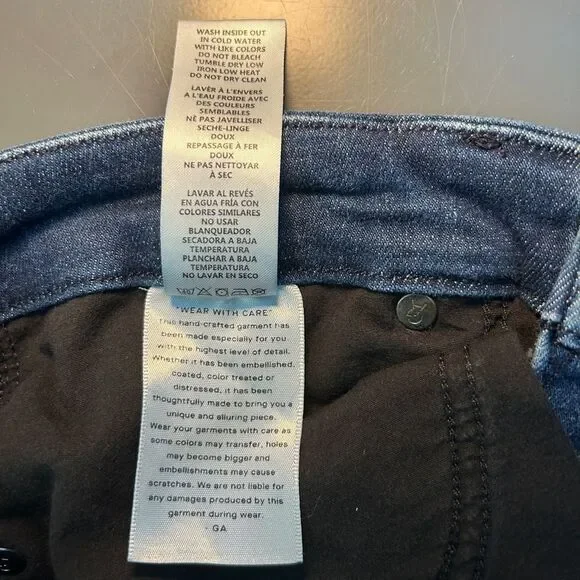 WASH INSIDE OUT
IN COLD WATER
WITH LIKE COLORS
DO NOT BLEACH
TUMBLE DRY LOW
IRON LOW HEAT
DO NOT DRY CLEAN
LAVÉR À L'ENVERS
A L'EAU FROIDE AVEC
DES COULEURS
SEMBLABLES
NÉ PAS JAVELLISER
SECHE-LINGE
DOUX
REPASSAGE À FER
DOUX
NE PAS NETTOYER
À SEC
LAVAR AL REVÉS
EN AGUA FRÍA CON
COLORES SIMILARES
NO USAR
BLANQUEADOR
SECADORA A BAJA
TEMPERATURA
PLANCHAR A BAJA
TEMPERATURA
NO LAVAR EN SECO
"WEAR WITH CARE"
This hand-crafted garment has
been made especially for you
with the highest level of detail.
Whether it has been embellished,
coated, color treated or
distressed, it has been
thoughtfully made to bring you a
unique and alluring piece.
Wear your garments with care as
some colors may transfer, holes
may become bigger and
embellishments may cause
scratches. We are not liable for
any damages produced by this
garment during wear.
- GA